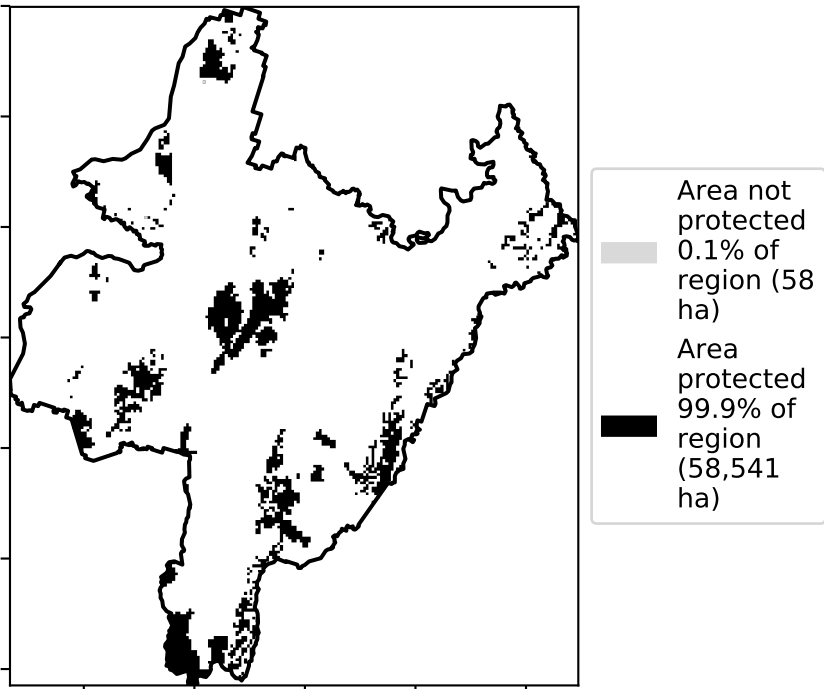 Area not
protected
0.1% of
region (58
ha)
Area
protected
99.9% of
region
(58,541
ha)